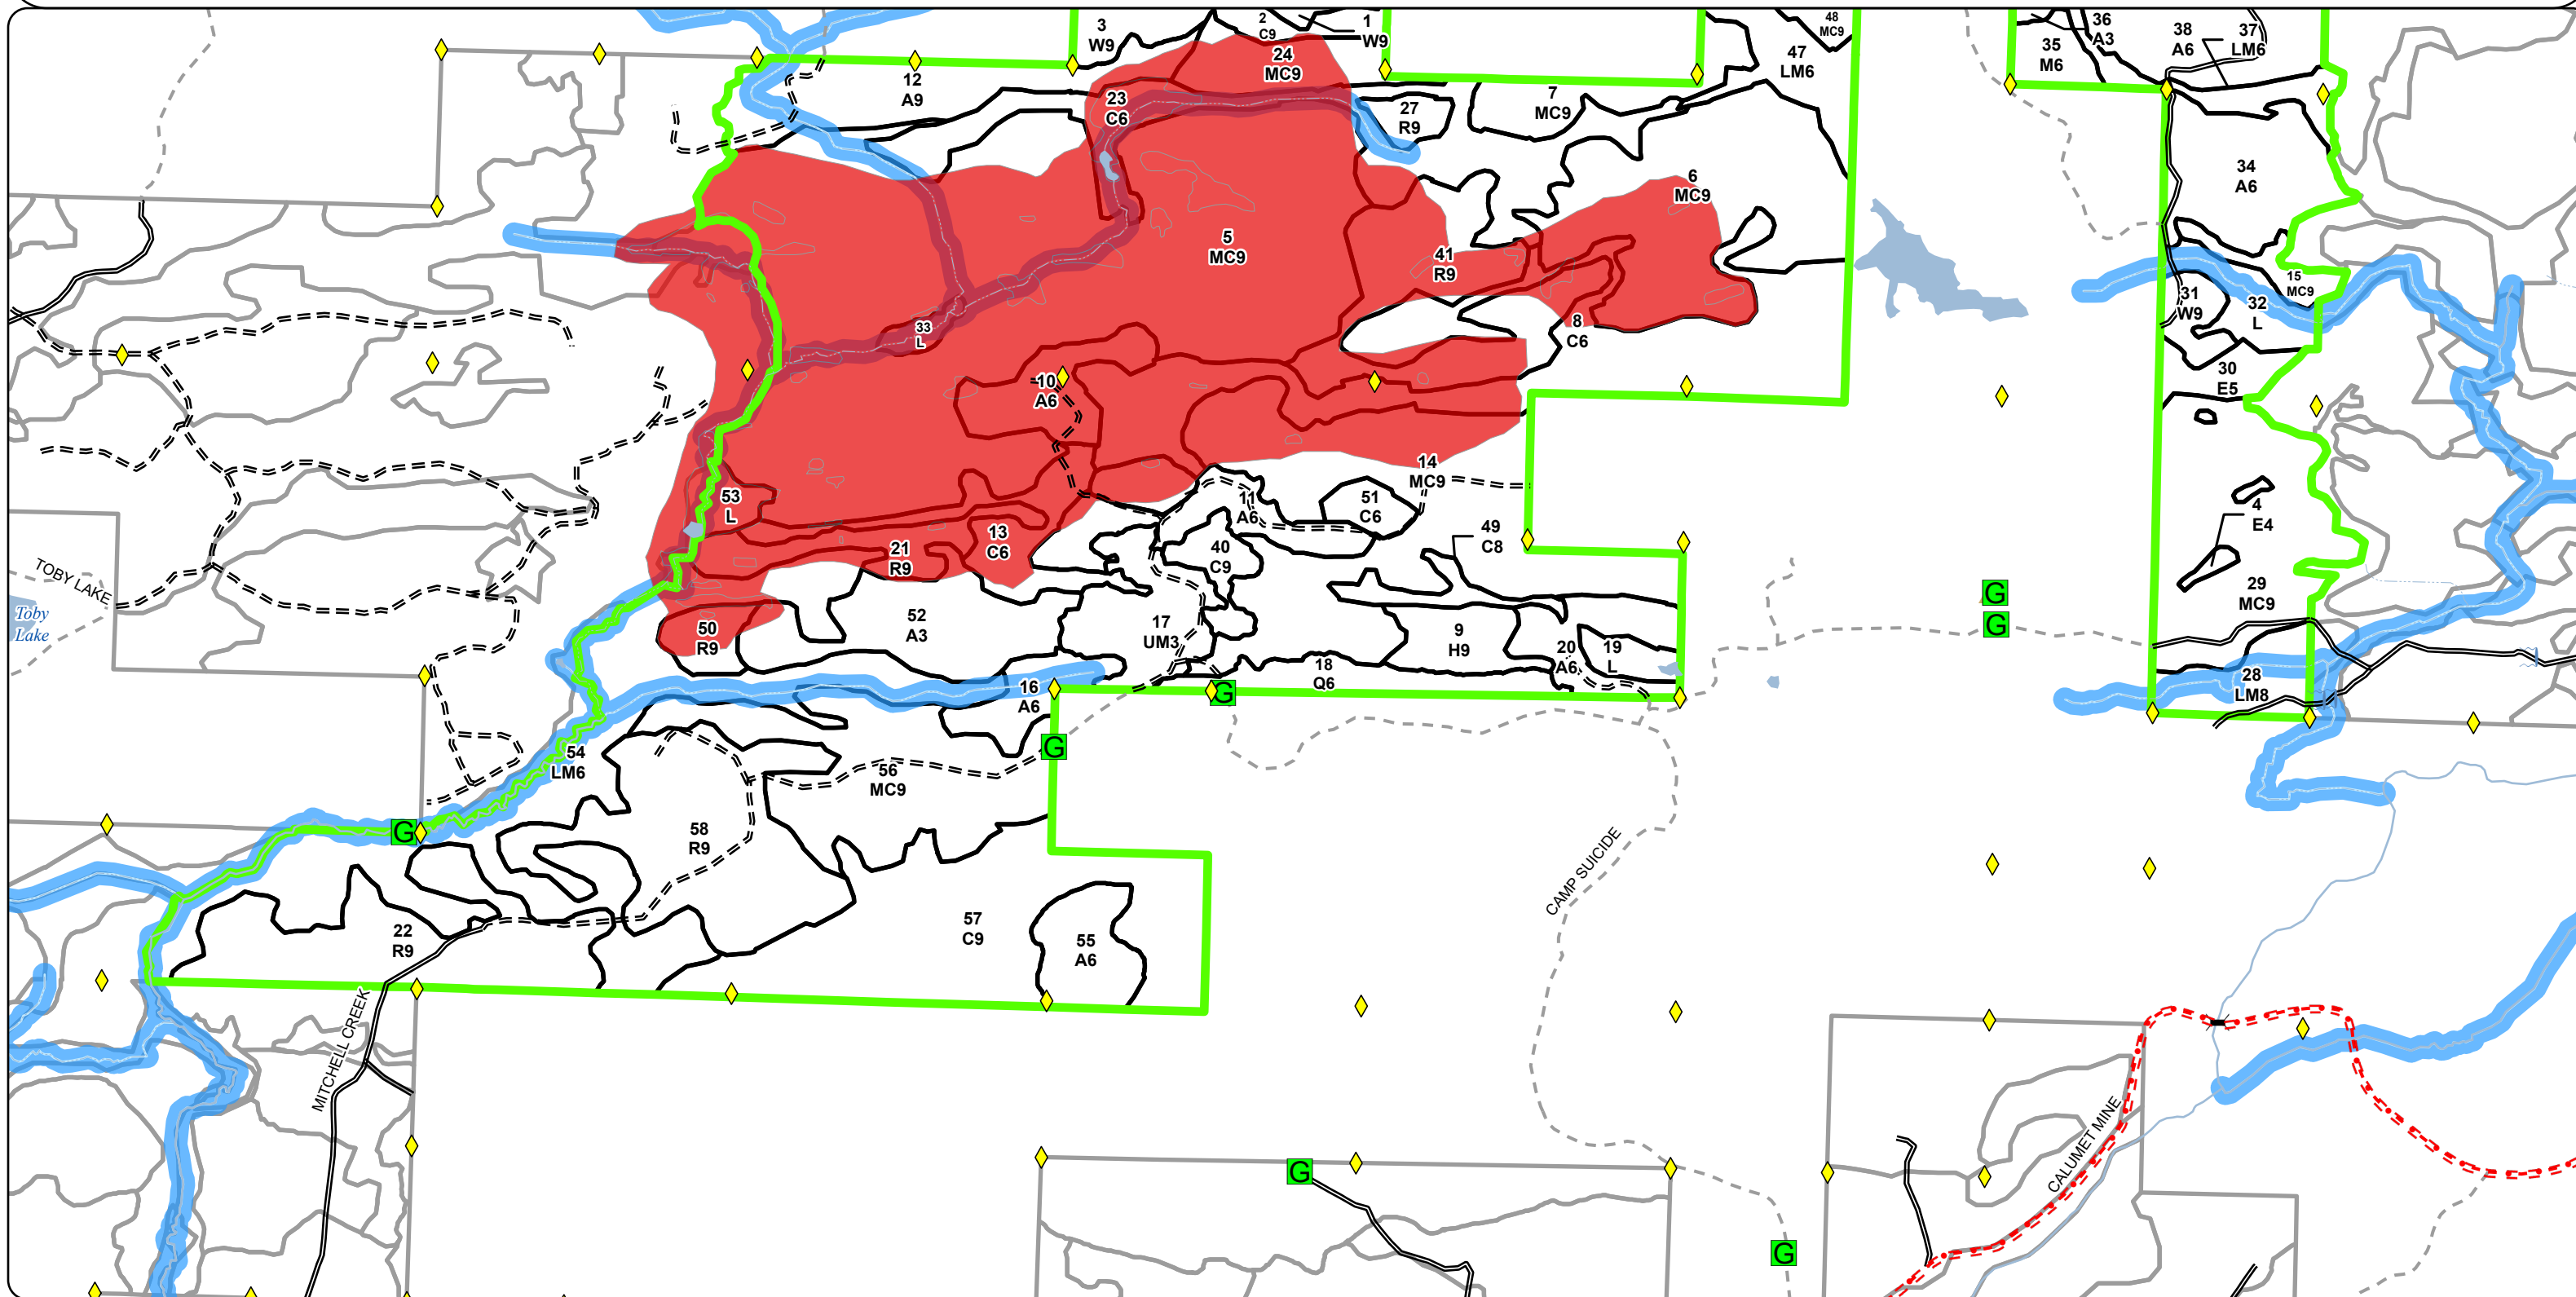 3
W9
2
C9
1
W9
24
MC9
12
A9
23
C6
27
R9
7
MC9
47
LM6
48
MC9
36
A3
35
M6
38
A6
37
LM6
34
A6
6
MC9
5
MC9
41
R9
15
MC9
31
W9
32
L
33
L
8
C6
30
E5
10
A6
14
MC9
53
L
11
A6
51
C6
49
C8
4
E4
13
C6
21
R9
40
C9
29
MC9
TOBY LAKE
Toby
Lake
G
G
50
R9
52
A3
17
UM3
9
H9
20
A6
19
L
18
Q6
16
A6
G
28
LM8
54
LM6
G
56
MC9
58
R9
G
CAMP SUICIDE
22
R9
57
C9
55
A6
MITCHELL CREEK
CALUMET MINE
G
G